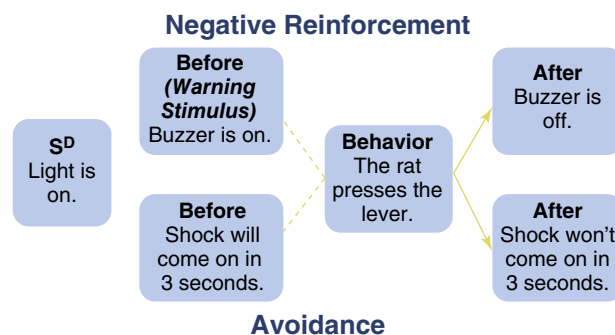 Negative Reinforcement
Before
(Warning
Stimulus)
Buzzer is on.
After
Buzzer is
off.
S^D
Light is
on.
Behavior
The rat
presses the
lever.
Before
Shock will
come on in
3 seconds.
After
Shock won't
come on in
3 seconds.
Avoidance